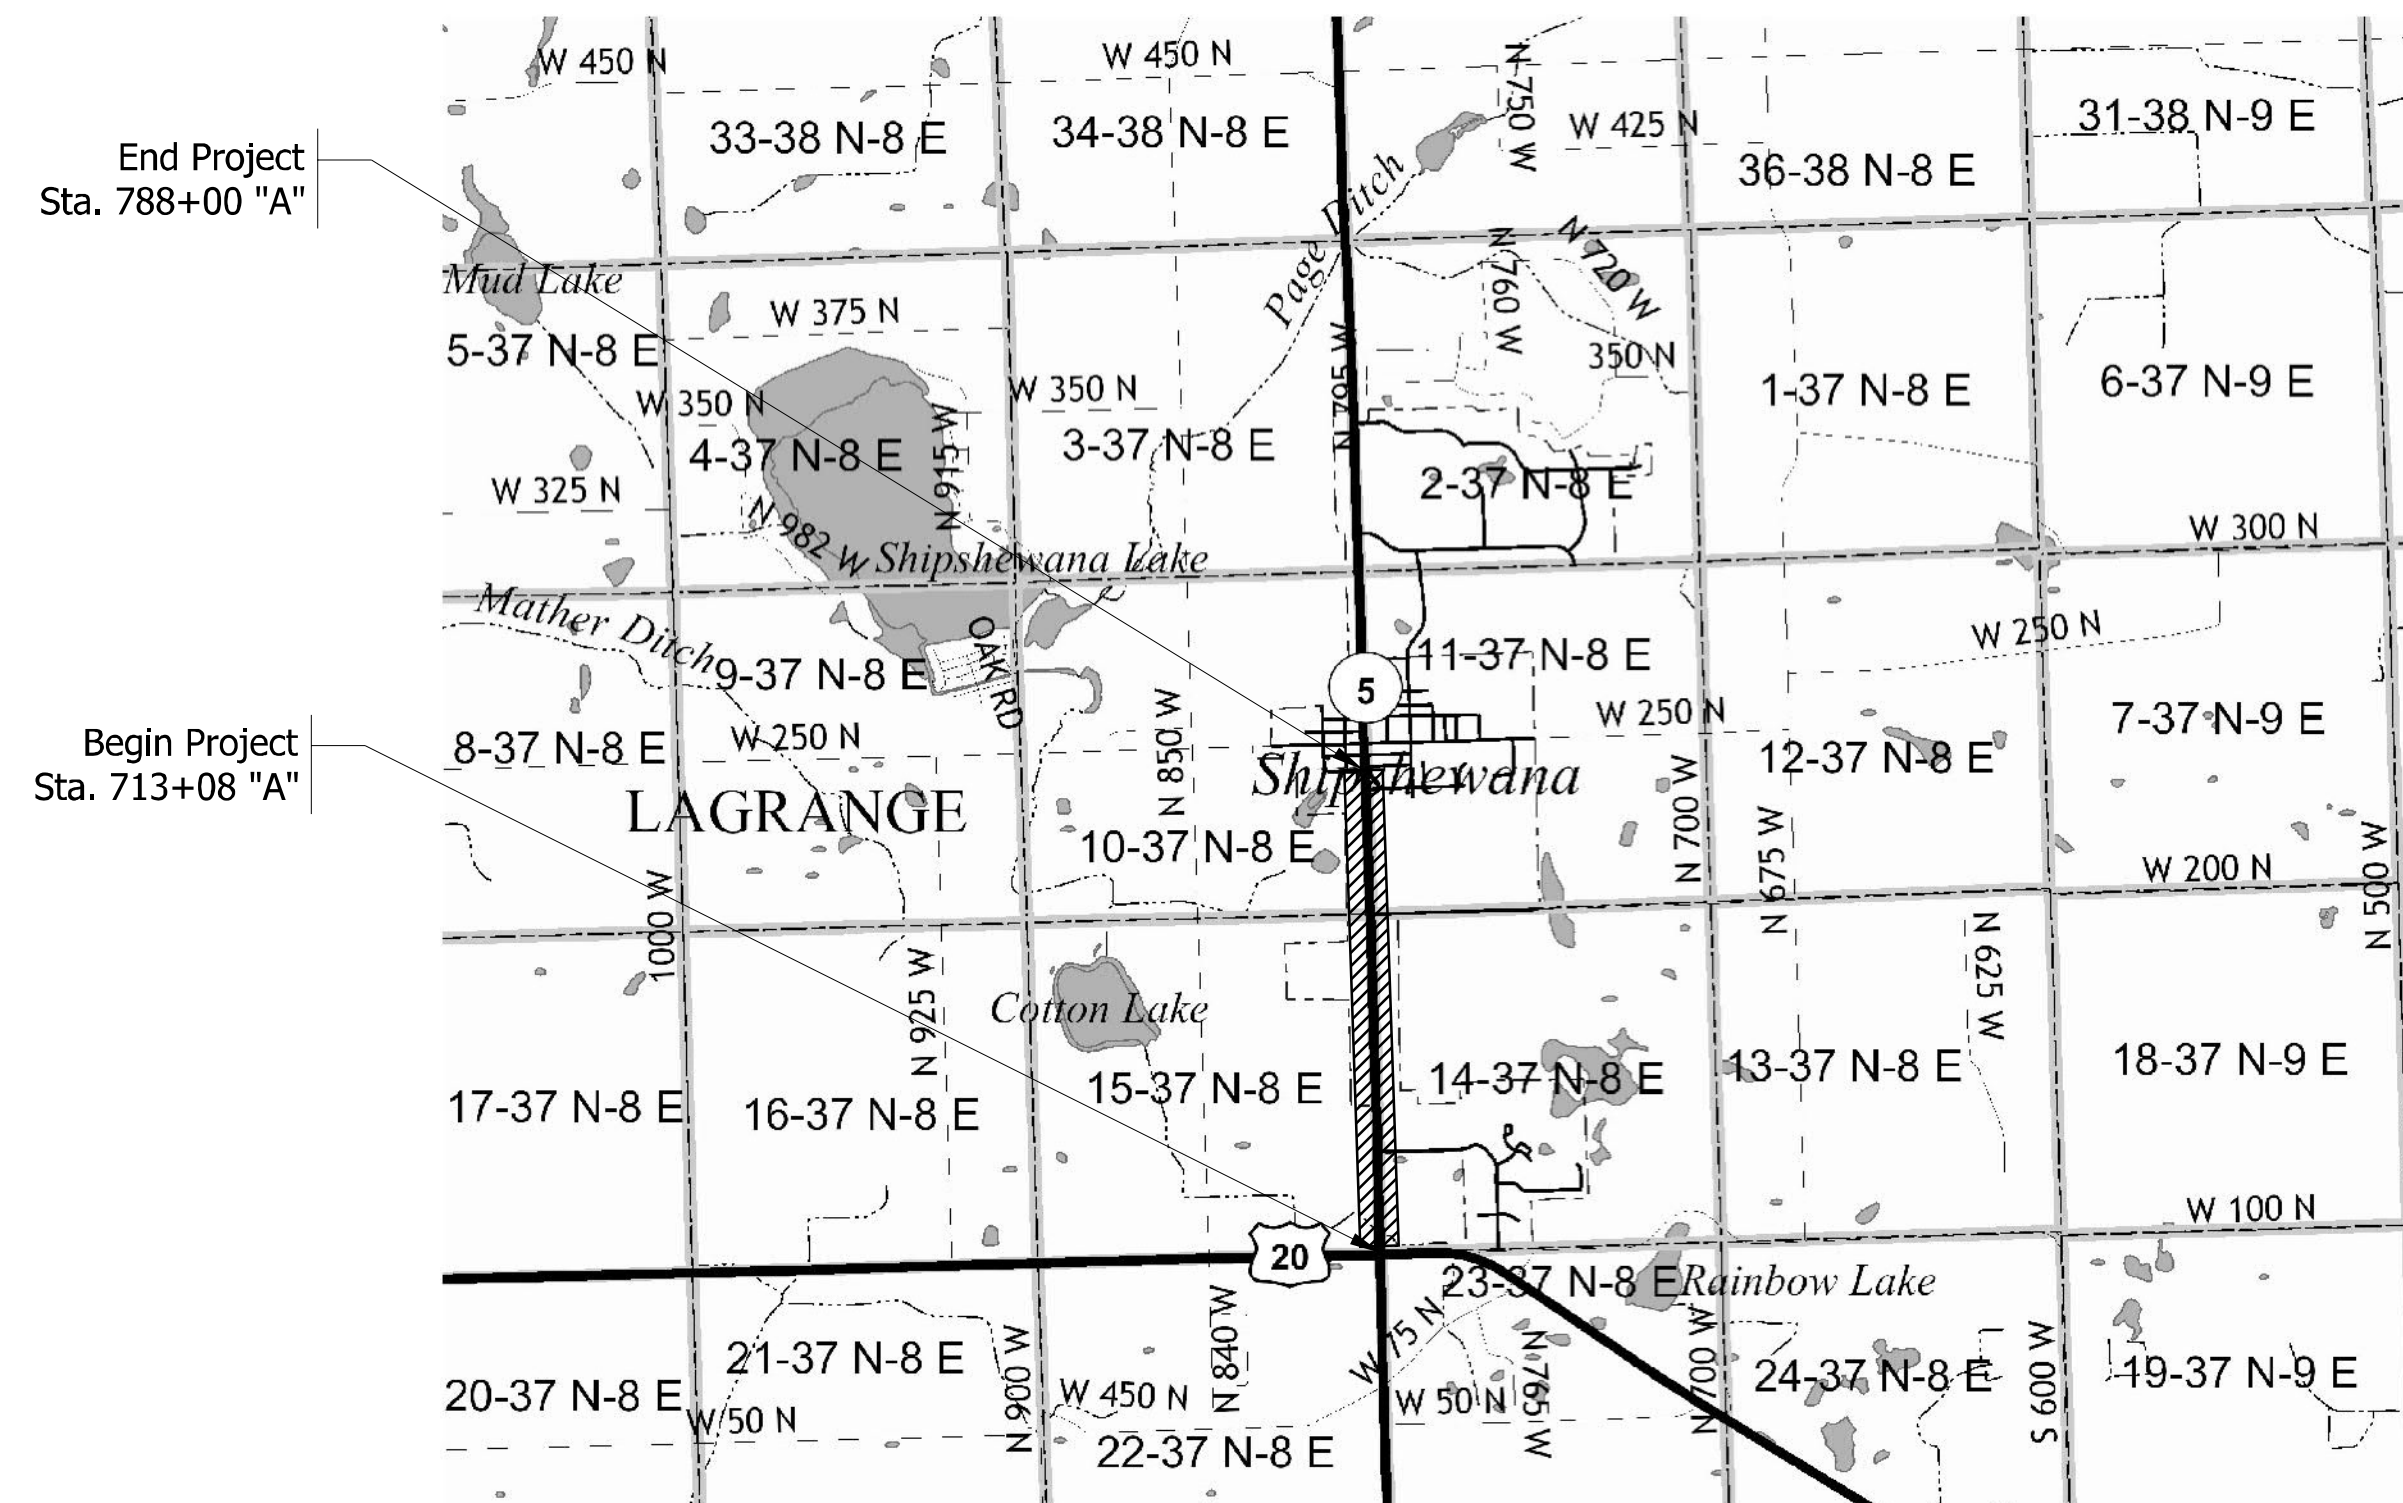 W 450 N
W 450 N
N 750 W
31-38 N-9 E
33-38 N-8 E
34-38 N-8 E
W 425 N
End Project
Sta. 788+00 "A"
36-38 N-8 E
Page Ditch
N 760 W
N 720 W
Mud Lake
W 375 N
5-37 N-8 E
N 795 W
350 N
W 350 N
W 350 N
1-37 N-8 E
6-37 N-9 E
4-37 N-8 E
N 915 W
3-37 N-8 E
W 325 N
2-37 N-8 E
N 982 W
W 300 N
Shipshewana Lake
Mather Ditch
W 250 N
OAK RD
9-37 N-8 E
11-37 N-8 E
5
Begin Project
Sta. 713+08 "A"
8-37 N-8 E
W 250 N
N 850 W
W 250 N
7-37 N-9 E
12-37 N-8 E
Shipshewana
LAGRANGE
N 700 W
N 675 W
10-37 N-8 E
W 200 N
N 500 W
1000 W
N 925 W
N 625 W
Cotton Lake
17-37 N-8 E
16-37 N-8 E
15-37 N-8 E
14-37 N-8 E
13-37 N-8 E
18-37 N-9 E
W 100 N
20
23-37 N-8 E
Rainbow Lake
N 840 W
W 75 N
N 765 W
N 700 W
S 600 W
21-37 N-8 E
N 900 W
20-37 N-8 E
W 50 N
W 450 N
W 50 N
24-37 N-8 E
19-37 N-9 E
22-37 N-8 E